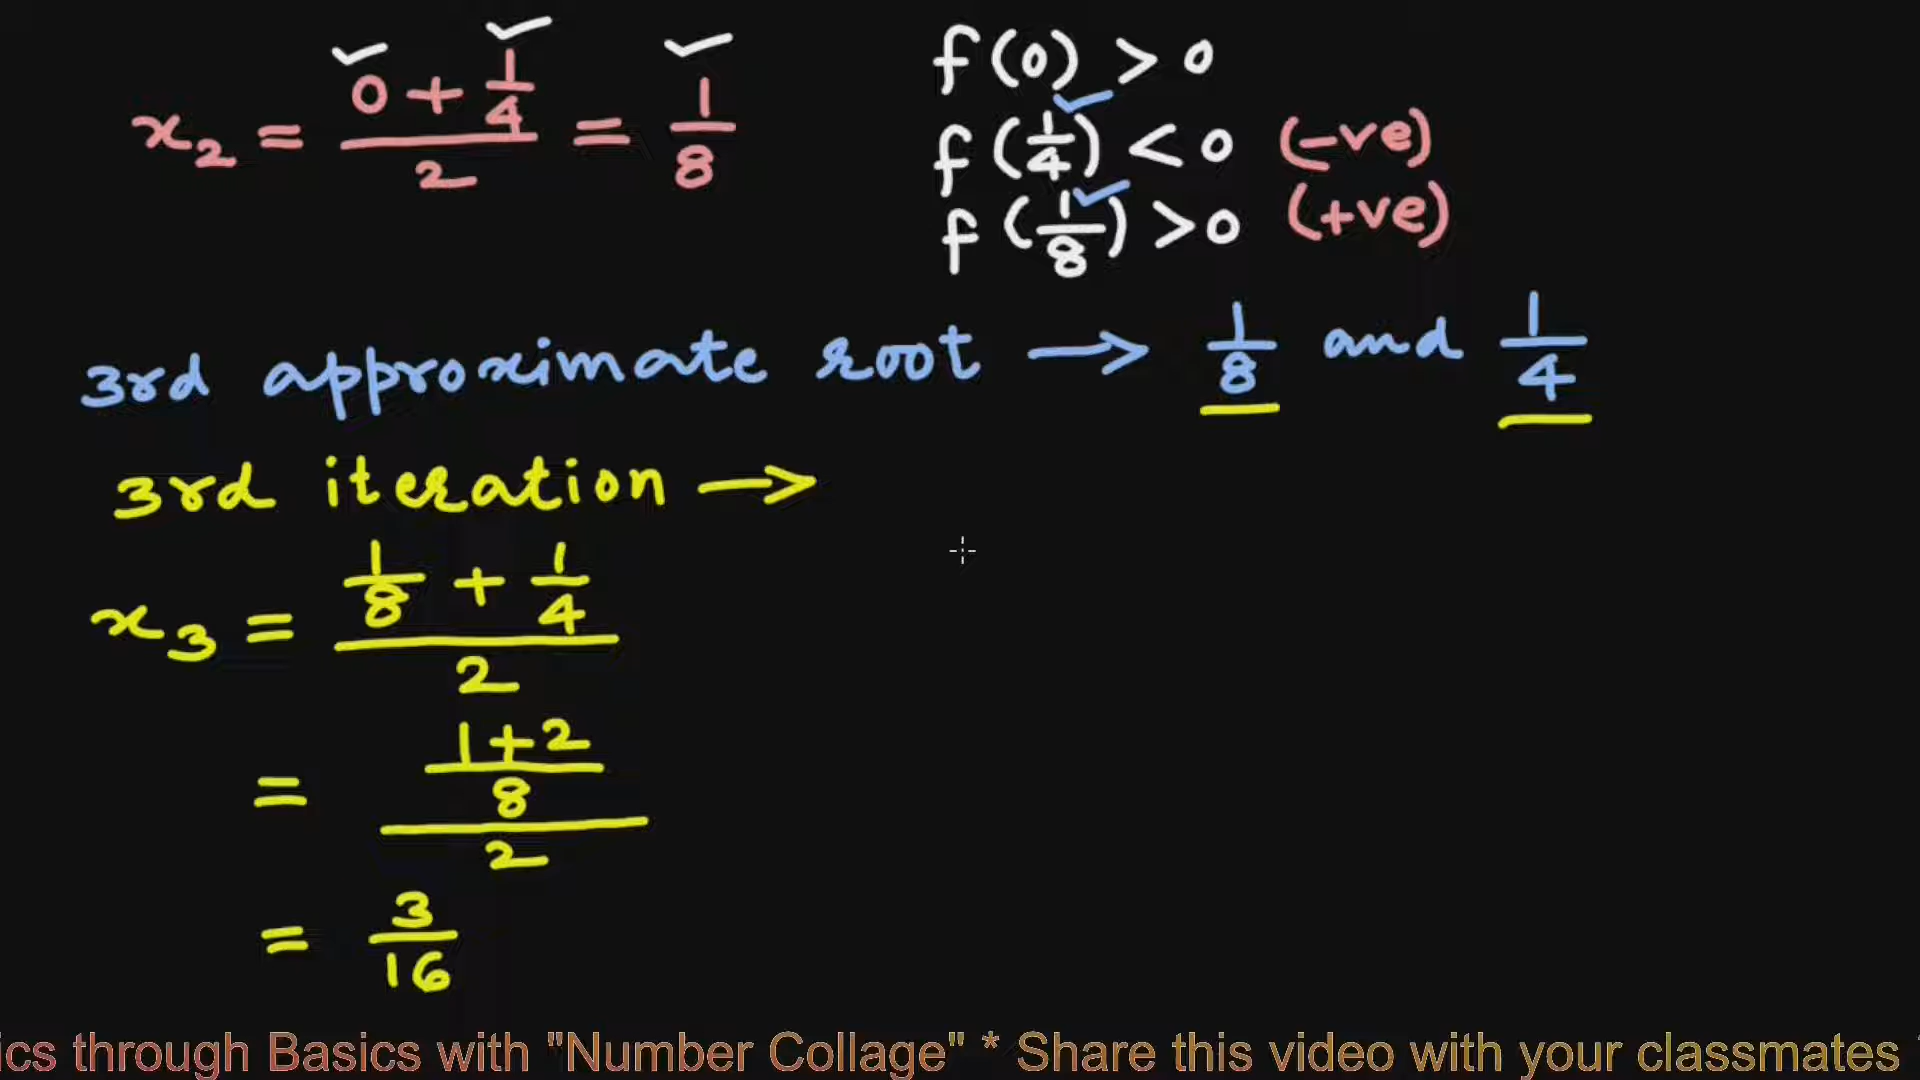 x₂ = (0 + 1/4)/2 = 1/8
f(0) > 0
f(1/4) < 0 (-ve)
f(1/8) > 0 (+ve)
3rd approximate root → 1/8 and 1/4
3rd iteration →
x₃ = (1/8 + 1/4)/2
= ((1+2)/8)/2
= 3/16
ics through Basics with "Number Collage" * Share this video with your classmates